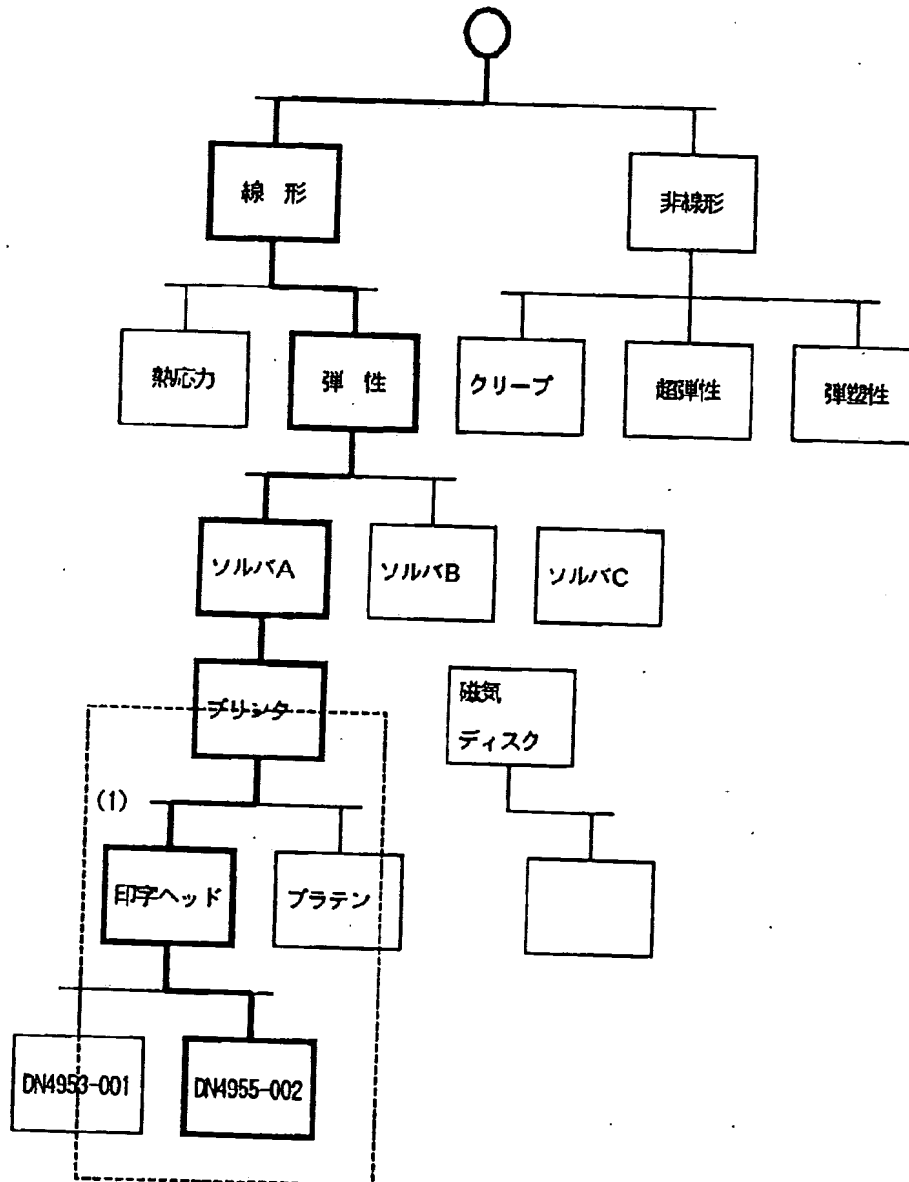 線 形
非線形
熱応力
弾 性
クリープ
超弾性
弾塑性
ソルバA
ソルバB
ソルバC
プリンタ
磁気
ディスク
(1)
印字ヘッド
プラテン
DN4953-001
DN4955-002